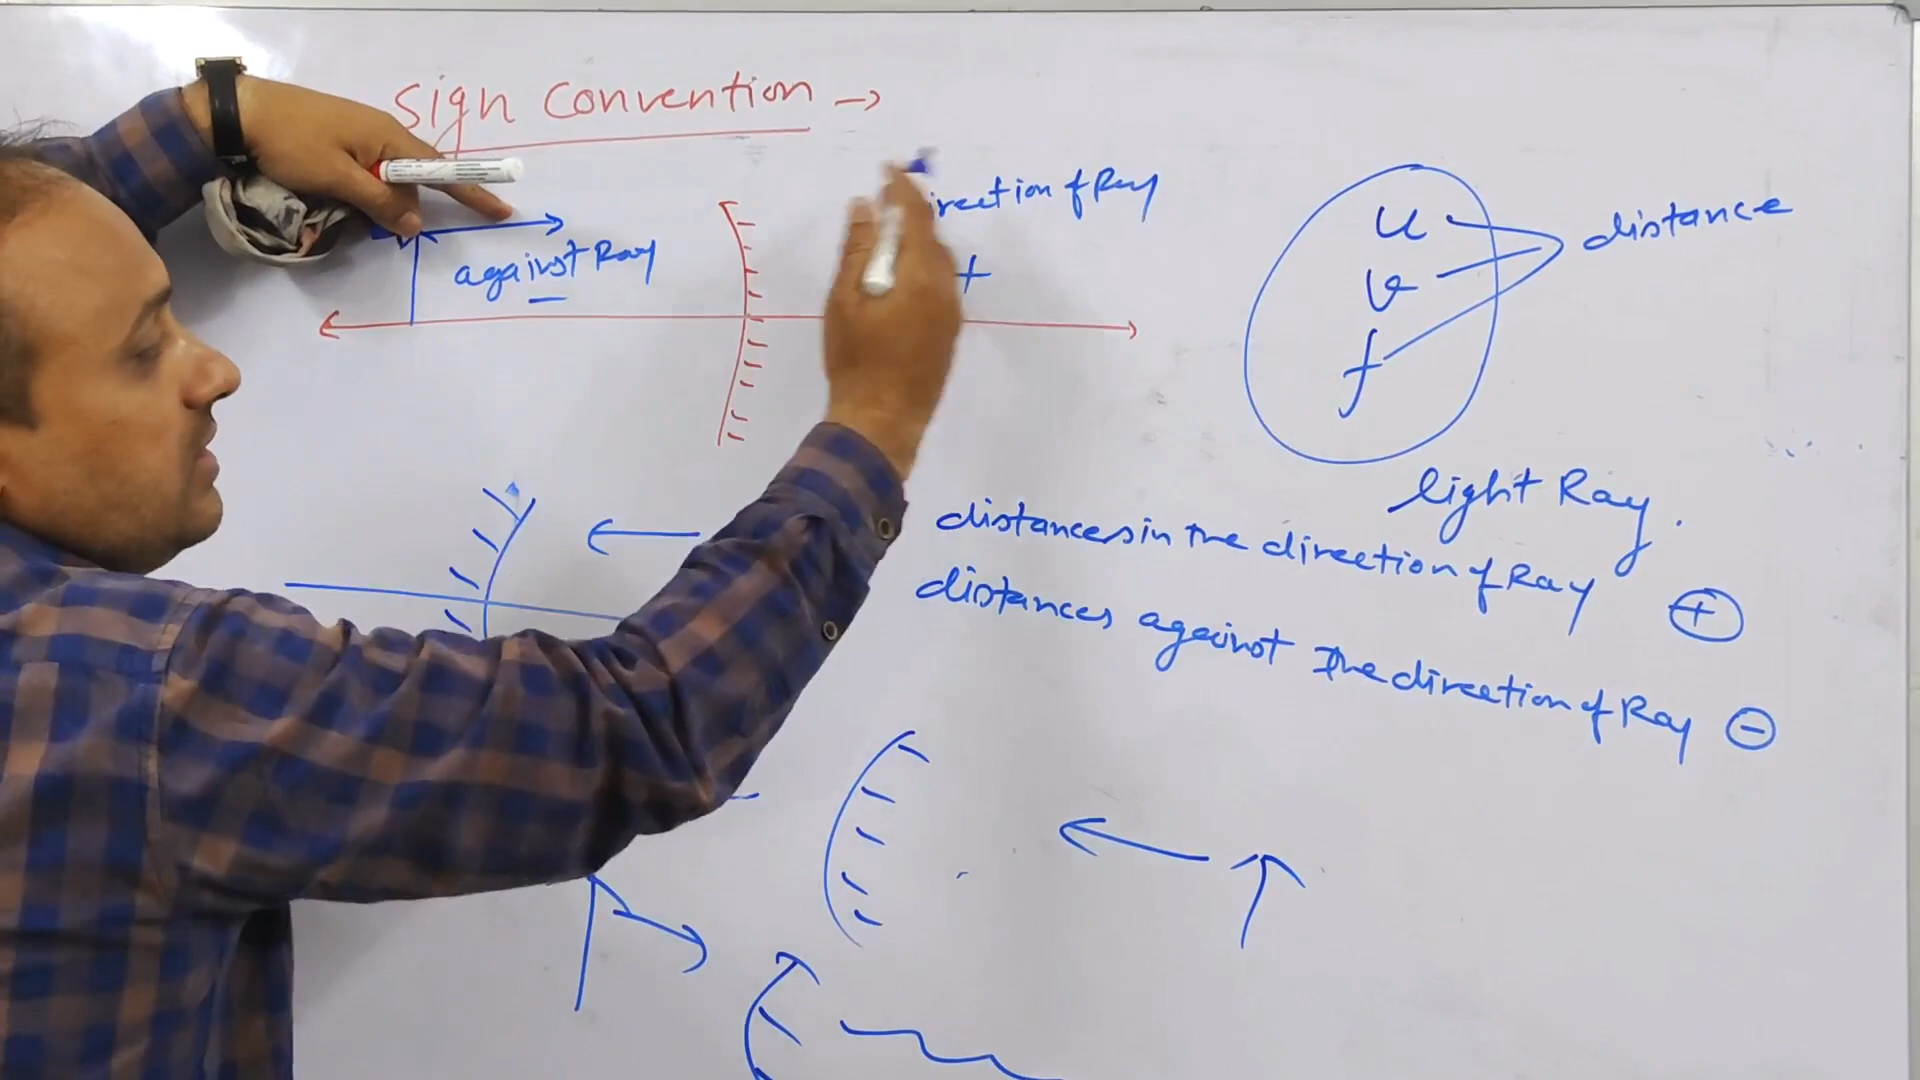 Sign Convention →
irection of Ray
against Ray
−
+
u
v
f
distance
light Ray.
distances in the direction of Ray +
distances against the direction of Ray −